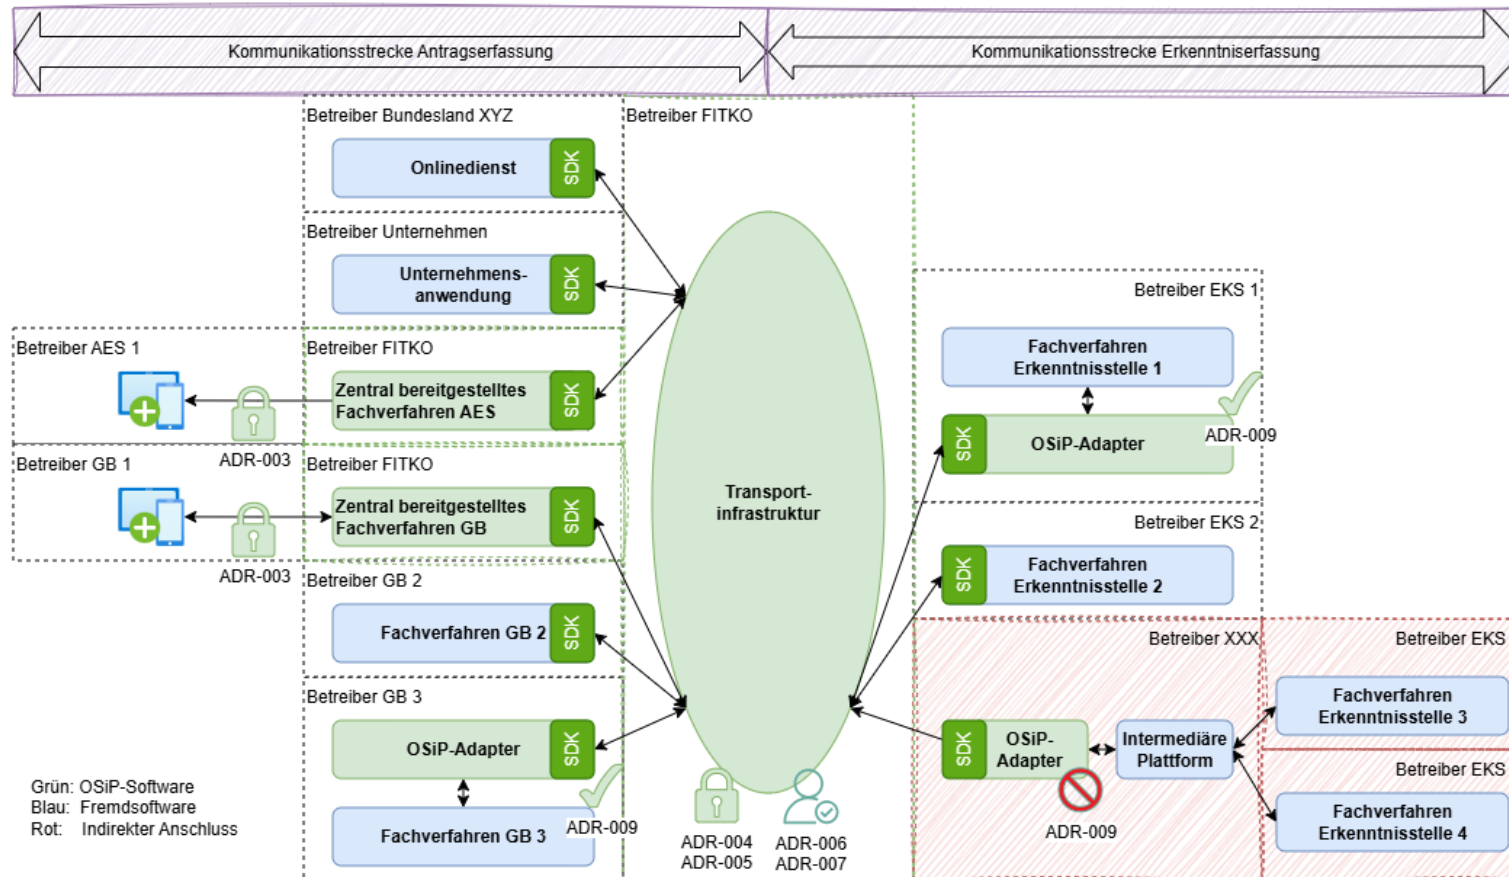 Kommunikationsstrecke Antragserfassung
Kommunikationsstrecke Erkenntniserfassung
Betreiber Bundesland XYZ
Onlinedienst
SDK
Betreiber FITKO
Betreiber Unternehmen
Unternehmens-
anwendung
SDK
Betreiber AES 1
ADR-003
Betreiber FITKO
Zentral bereitgestelltes
Fachverfahren AES
SDK
Betreiber GB 1
ADR-003
Betreiber FITKO
Zentral bereitgestelltes
Fachverfahren GB
SDK
Betreiber GB 2
Fachverfahren GB 2
SDK
Betreiber GB 3
OSiP-Adapter
SDK
ADR-009
Fachverfahren GB 3
Transport-
infrastruktur
ADR-004
ADR-005
ADR-006
ADR-007
Betreiber EKS 1
Fachverfahren
Erkenntnisstelle 1
SDK
OSiP-Adapter
ADR-009
Betreiber EKS 2
SDK
Fachverfahren
Erkenntnisstelle 2
Betreiber XXX
SDK
OSiP-
Adapter
ADR-009
Intermediäre
Plattform
Betreiber EKS
Fachverfahren
Erkenntnisstelle 3
Betreiber EKS
Fachverfahren
Erkenntnisstelle 4
Grün: OSiP-Software
Blau: Fremdsoftware
Rot: Indirekter Anschluss